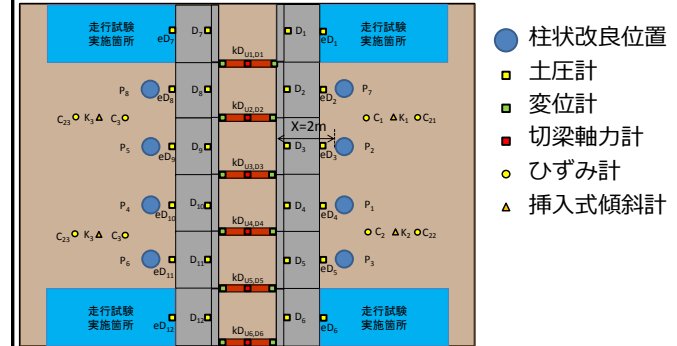 走行試験
実施箇所
eD7
D7
D1
eD1
走行試験
実施箇所
kDU1,D1
P8
eD8
D8
D2
eD2
P7
C23 K3 C3
kDU2,D2
C1 K1 C21
X=2m
P5
eD9
D9
D3
eD3
P2
kDU3,D3
P4
eD10
D10
D4
eD4
P1
C23 K3 C3
kDU4,D4
C2 K2 C22
P6
eD11
D11
D5
eD5
P3
kDU5,D5
走行試験
実施箇所
eD12
D12
D6
eD6
走行試験
実施箇所
kDU6,D6
柱状改良位置
土圧計
変位計
切梁軸力計
ひずみ計
挿入式傾斜計